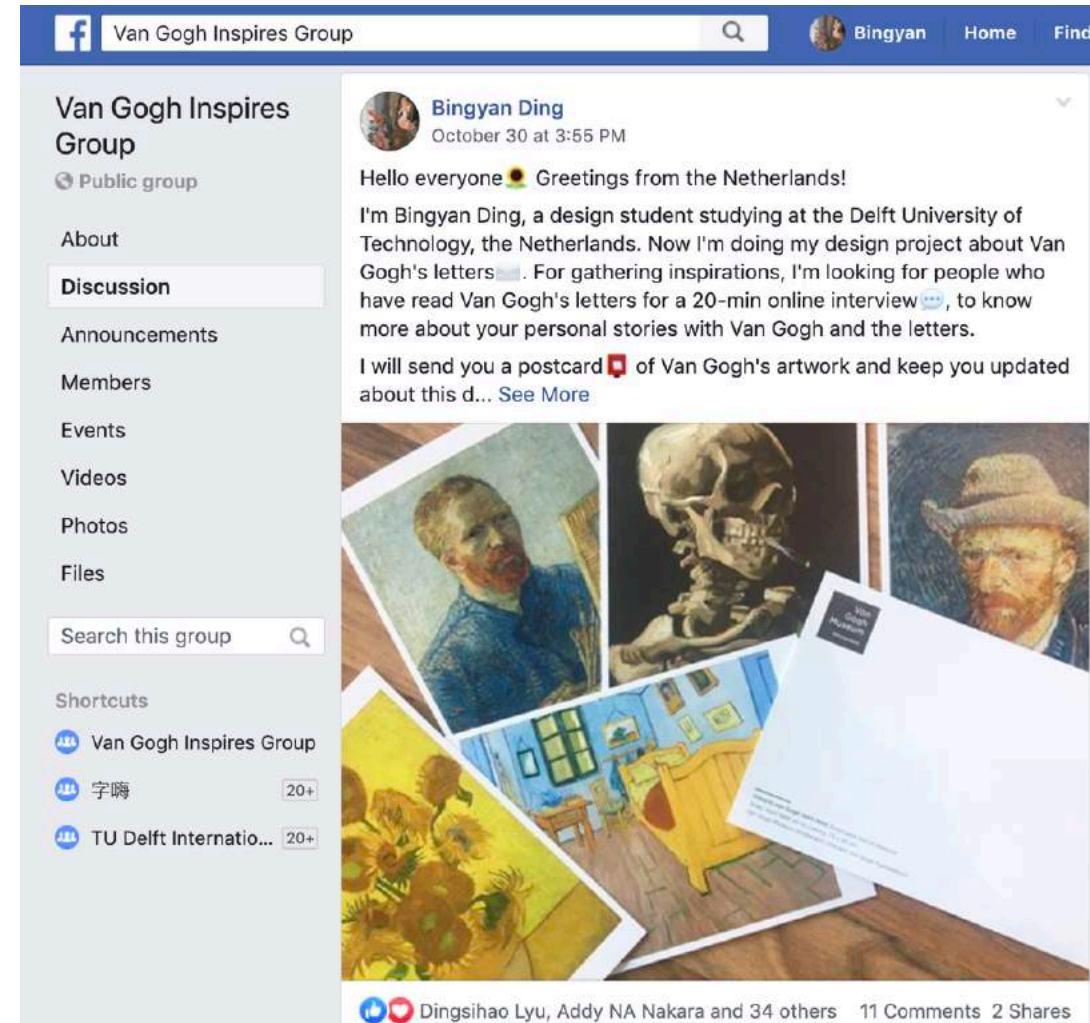 Van Gogh Inspires Group
Bingyan
Home
Find
Van Gogh Inspires
Group
Public group
About
Discussion
Announcements
Members
Events
Videos
Photos
Files
Search this group
Shortcuts
Van Gogh Inspires Group
字嗨
20+
TU Delft Internatio...
20+
Bingyan Ding
October 30 at 3:55 PM
Hello everyone🌻 Greetings from the Netherlands!
I'm Bingyan Ding, a design student studying at the Delft University of
Technology, the Netherlands. Now I'm doing my design project about Van
Gogh's letters✉️. For gathering inspirations, I'm looking for people who
have read Van Gogh's letters for a 20-min online interview💬, to know
more about your personal stories with Van Gogh and the letters.
I will send you a postcard📮 of Van Gogh's artwork and keep you updated
about this d... See More
Van
Gogh
Museum
Dingsihao Lyu, Addy NA Nakara and 34 others
11 Comments 2 Shares